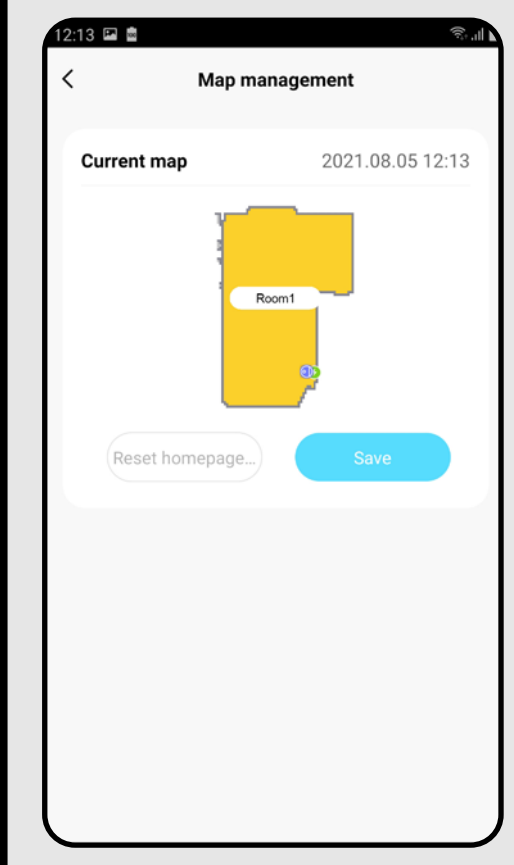 12:13
Map management
Current map 2021.08.05 12:13
Room1
Reset homepage... Save